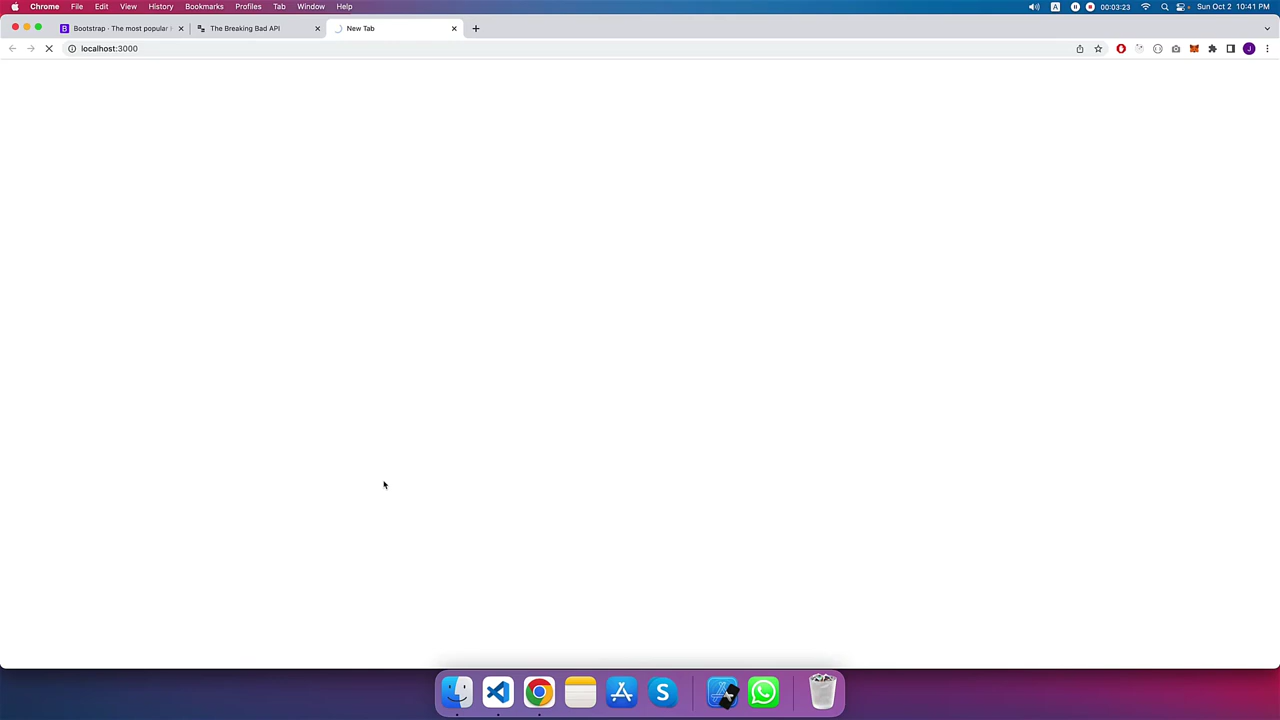 Chrome File Edit View History Bookmarks Profiles Tab Window Help A 00:03:23 Sun Oct 2 10:41 PM
Bootstrap · The most popular The Breaking Bad API New Tab
localhost:3000 J